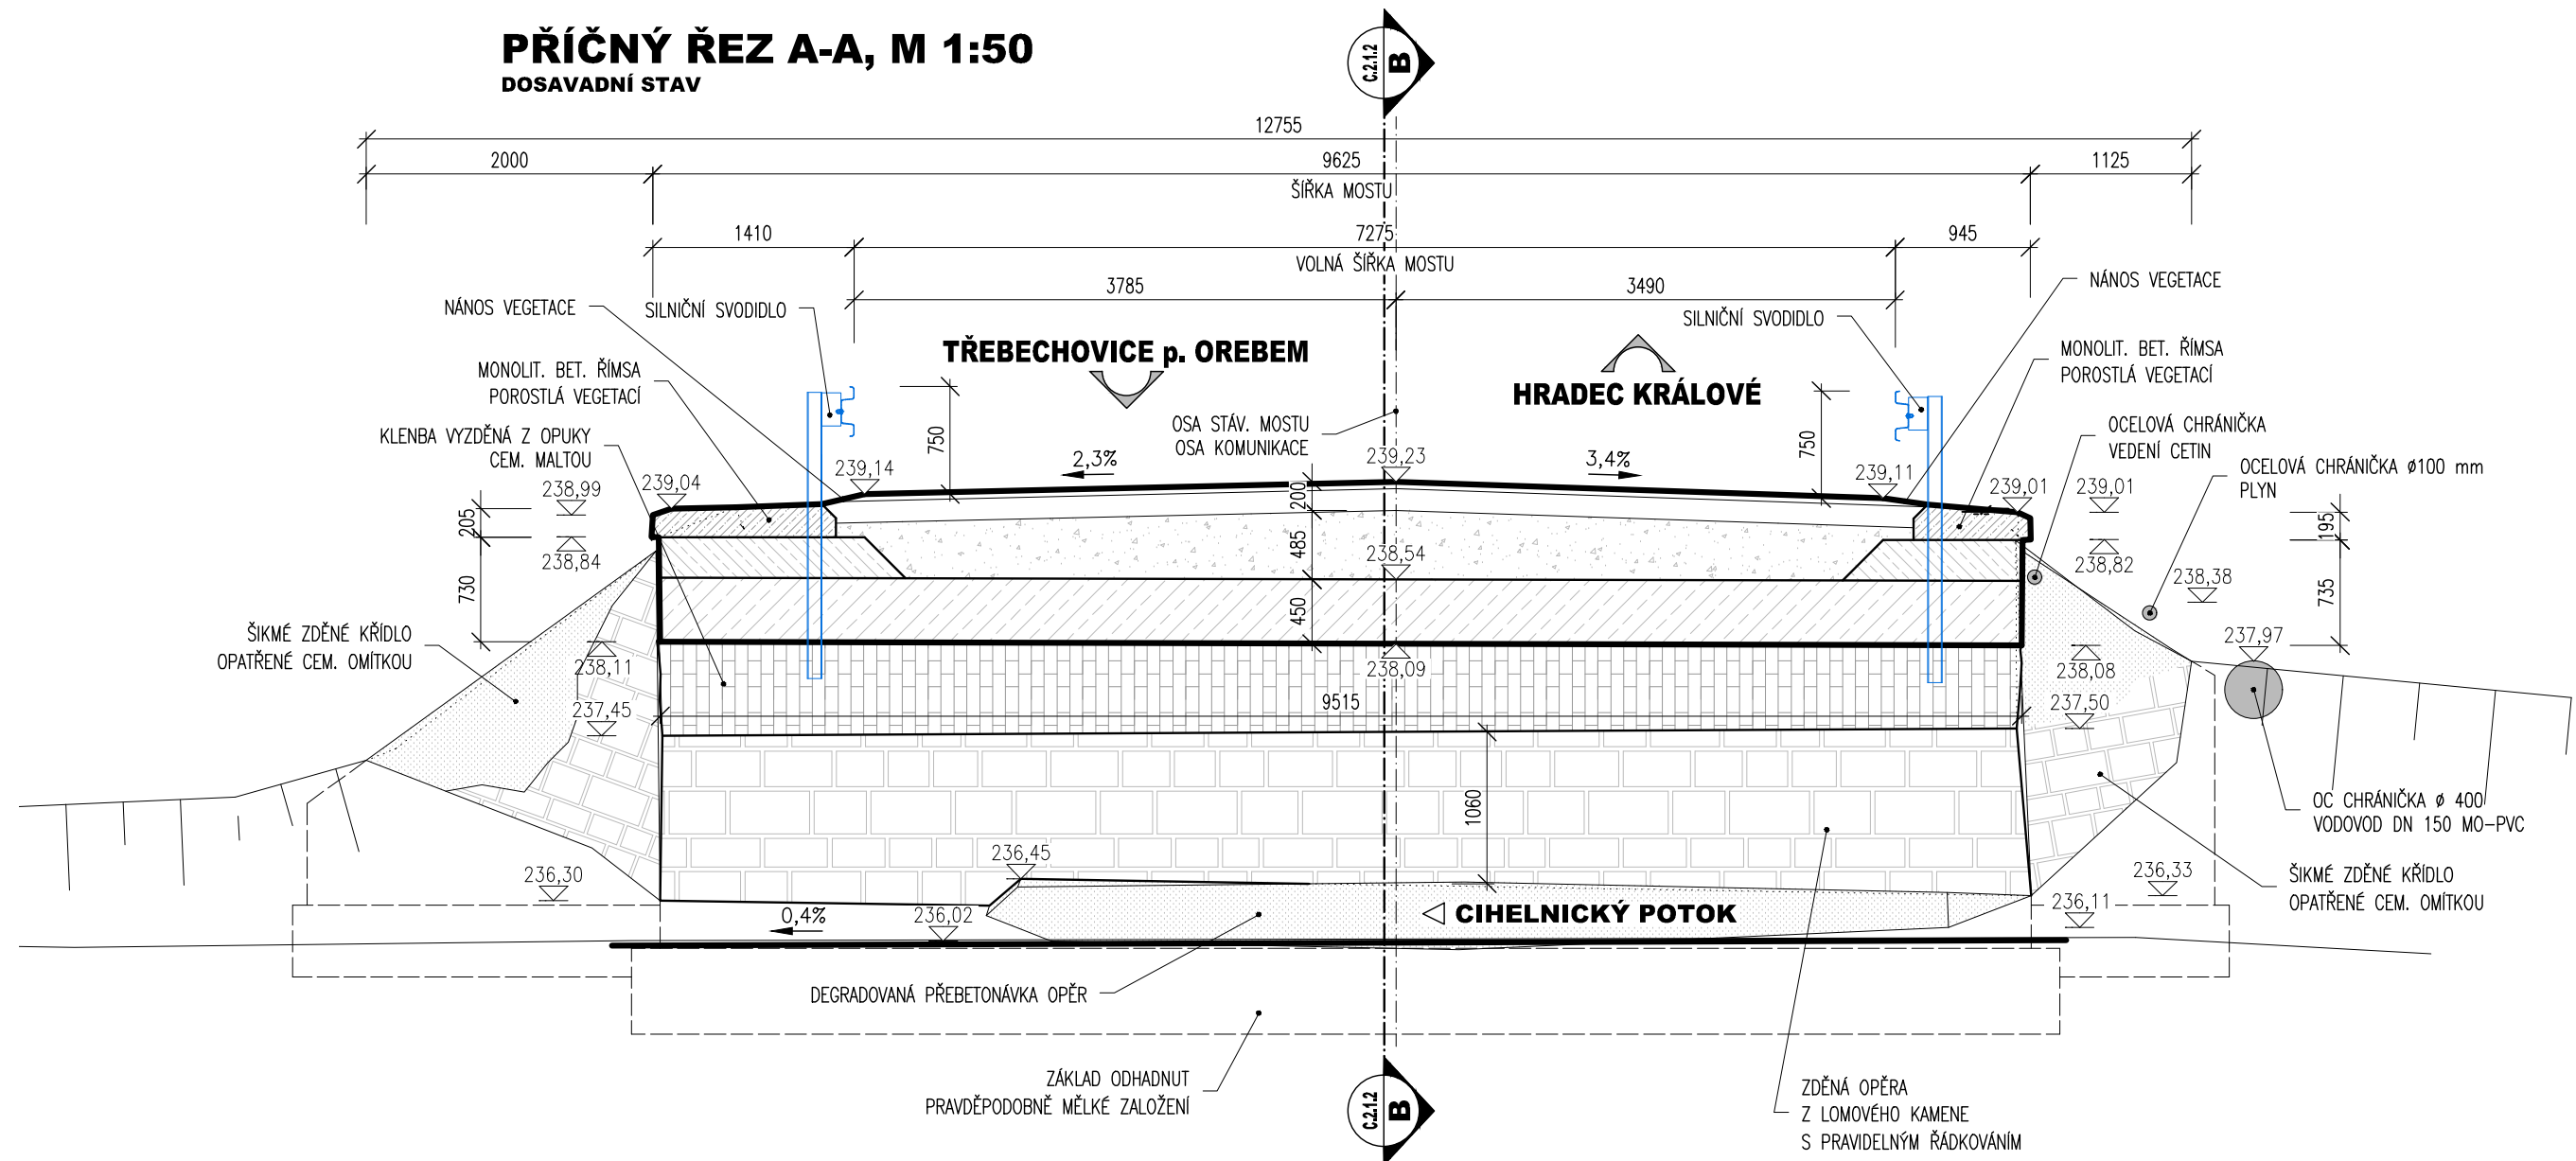 PŘÍČNÝ ŘEZ A-A, M 1:50
DOSAVADNÍ STAV
C.2.1.2
B
12755
2000
9625
1125
ŠÍŘKA MOSTU
1410
7275
945
VOLNÁ ŠÍŘKA MOSTU
3785
3490
NÁNOS VEGETACE
SILNIČNÍ SVODIDLO
SILNIČNÍ SVODIDLO
NÁNOS VEGETACE
TŘEBECHOVICE p. OREBEM
HRADEC KRÁLOVÉ
MONOLIT. BET. ŘÍMSA
POROSTLÁ VEGETACÍ
MONOLIT. BET. ŘÍMSA
POROSTLÁ VEGETACÍ
KLENBA VYZDĚNÁ Z OPUKY
CEM. MALTOU
OSA STÁV. MOSTU
OSA KOMUNIKACE
OCELOVÁ CHRÁNIČKA
VEDENÍ CETIN
OCELOVÁ CHRÁNIČKA ø100 mm
PLYN
750
750
2,3%
3,4%
239,23
239,14
239,11
239,04
238,99
239,01
239,01
205
200
195
238,84
485
238,54
238,82
238,38
730
450
735
ŠIKMÉ ZDĚNÉ KŘÍDLO
OPATŘENÉ CEM. OMÍTKOU
237,97
238,11
238,09
238,08
237,45
9515
237,50
1060
OC CHRÁNIČKA ø 400
VODOVOD DN 150 MO-PVC
236,45
236,30
236,33
ŠIKMÉ ZDĚNÉ KŘÍDLO
OPATŘENÉ CEM. OMÍTKOU
0,4%
236,02
CIHELNICKÝ POTOK
236,11
DEGRADOVANÁ PŘEBETONÁVKA OPĚR
ZÁKLAD ODHADNUT
PRAVDĚPODOBNĚ MĚLKÉ ZALOŽENÍ
ZDĚNÁ OPĚRA
Z LOMOVÉHO KAMENE
S PRAVIDELNÝM ŘÁDKOVÁNÍM
C.2.1.2
B